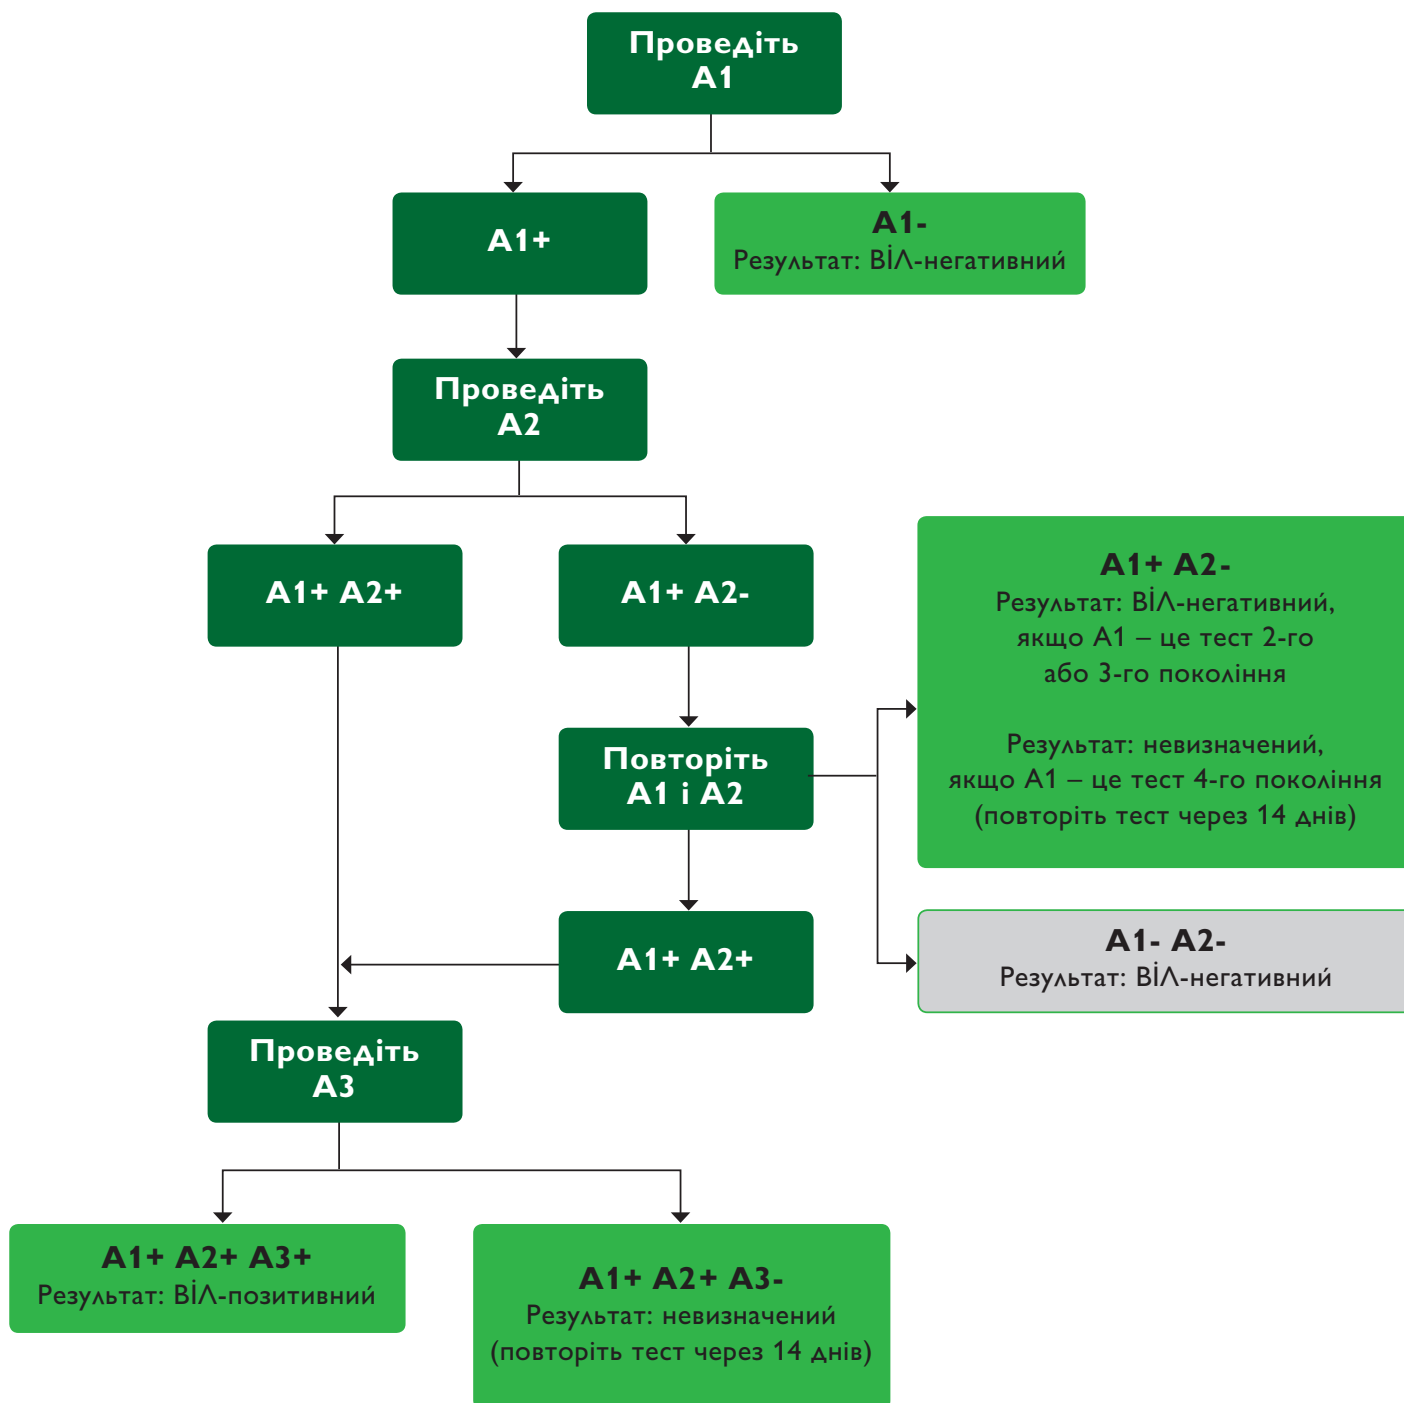 Проведіть
А1
А1+
А1-
Результат: ВІЛ-негативний
Проведіть
А2
А1+ А2+
А1+ А2-
А1+ А2-
Результат: ВІЛ-негативний,
якщо А1 – це тест 2-го
або 3-го покоління
Результат: невизначений,
якщо А1 – це тест 4-го покоління
(повторіть тест через 14 днів)
Повторіть
А1 і А2
А1+ А2+
А1- А2-
Результат: ВІЛ-негативний
Проведіть
А3
А1+ А2+ А3+
Результат: ВІЛ-позитивний
А1+ А2+ А3-
Результат: невизначений
(повторіть тест через 14 днів)